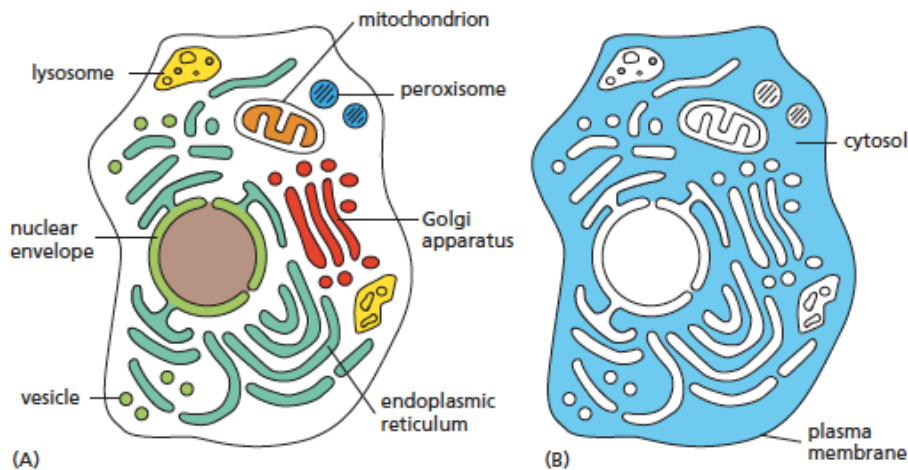 mitochondrion
lysosome
peroxisome
cytosol
nuclear
envelope
Golgi
apparatus
vesicle
endoplasmic
reticulum
plasma
membrane
(A)
(B)